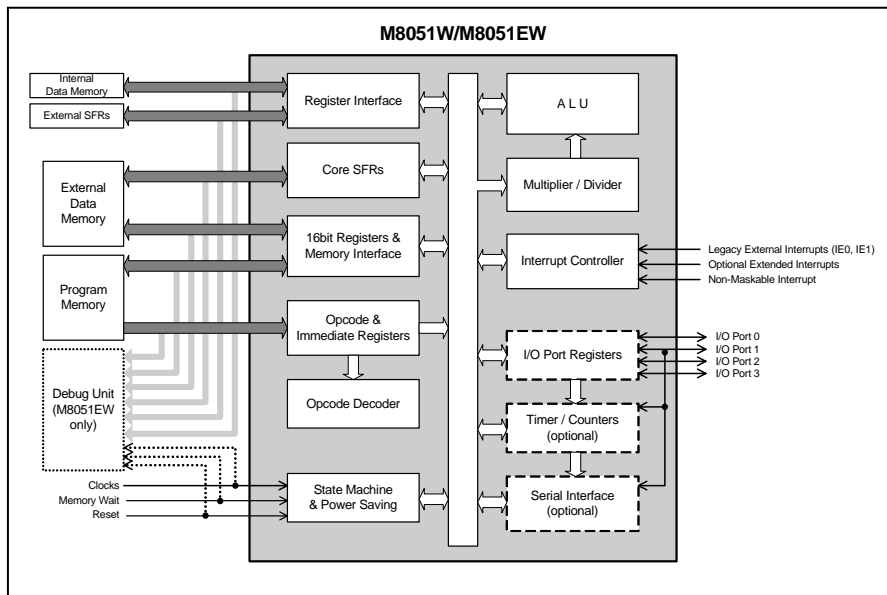 M8051W/M8051EW
Internal
Data Memory
External SFRs
External
Data
Memory
Program
Memory
Debug Unit
(M8051EW
only)
Clocks
Memory Wait
Reset
Register Interface
Core SFRs
16bit Registers &
Memory Interface
Opcode &
Immediate Registers
Opcode Decoder
State Machine
& Power Saving
A L U
Multiplier / Divider
Interrupt Controller
I/O Port Registers
Timer / Counters
(optional)
Serial Interface
(optional)
Legacy External Interrupts (IE0, IE1)
Optional Extended Interrupts
Non-Maskable Interrupt
I/O Port 0
I/O Port 1
I/O Port 2
I/O Port 3